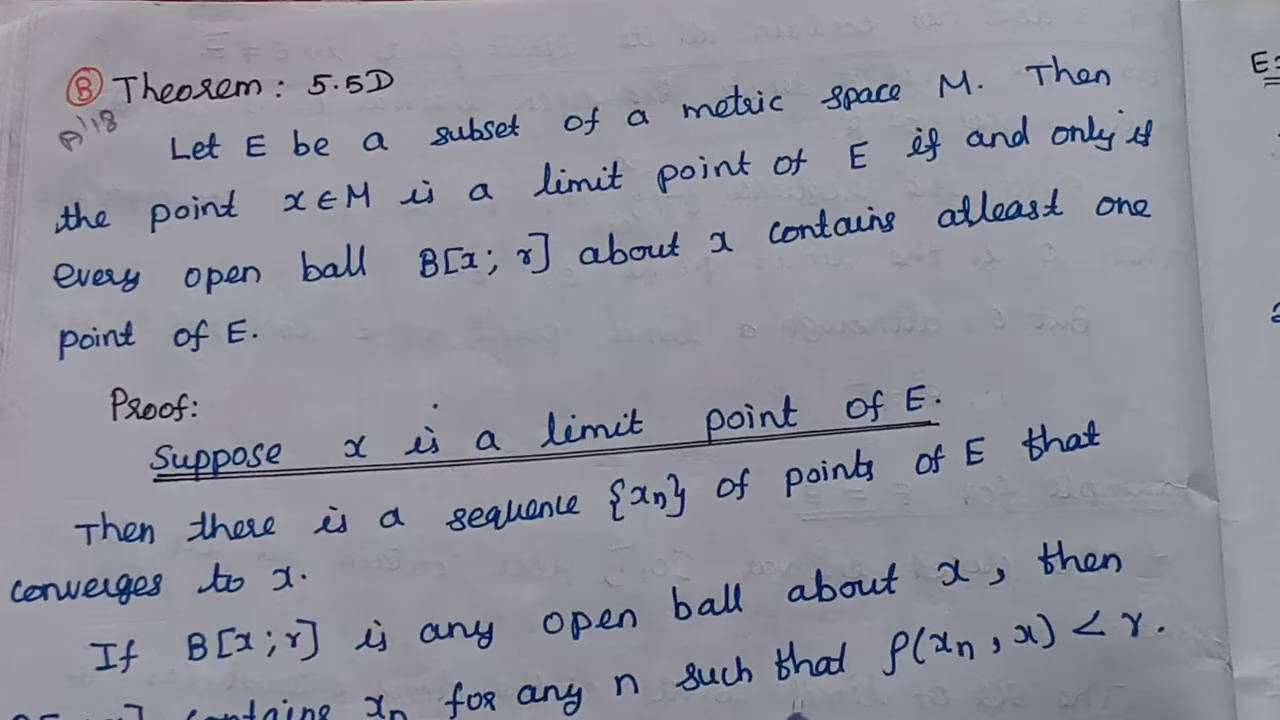 Ⓑ Theorem: 5.5D
A'18
Let E be a subset of a metric space M. Then
the point x∈M is a limit point of E if and only if
every open ball B[x; r] about x contains atleast one
point of E.
Proof:
Suppose x is a limit point of E.
Then there is a sequence {xₙ} of points of E that
converges to x.
If B[x; r] is any open ball about x, then
contains xₙ for any n such that ρ(xₙ, x) < r.